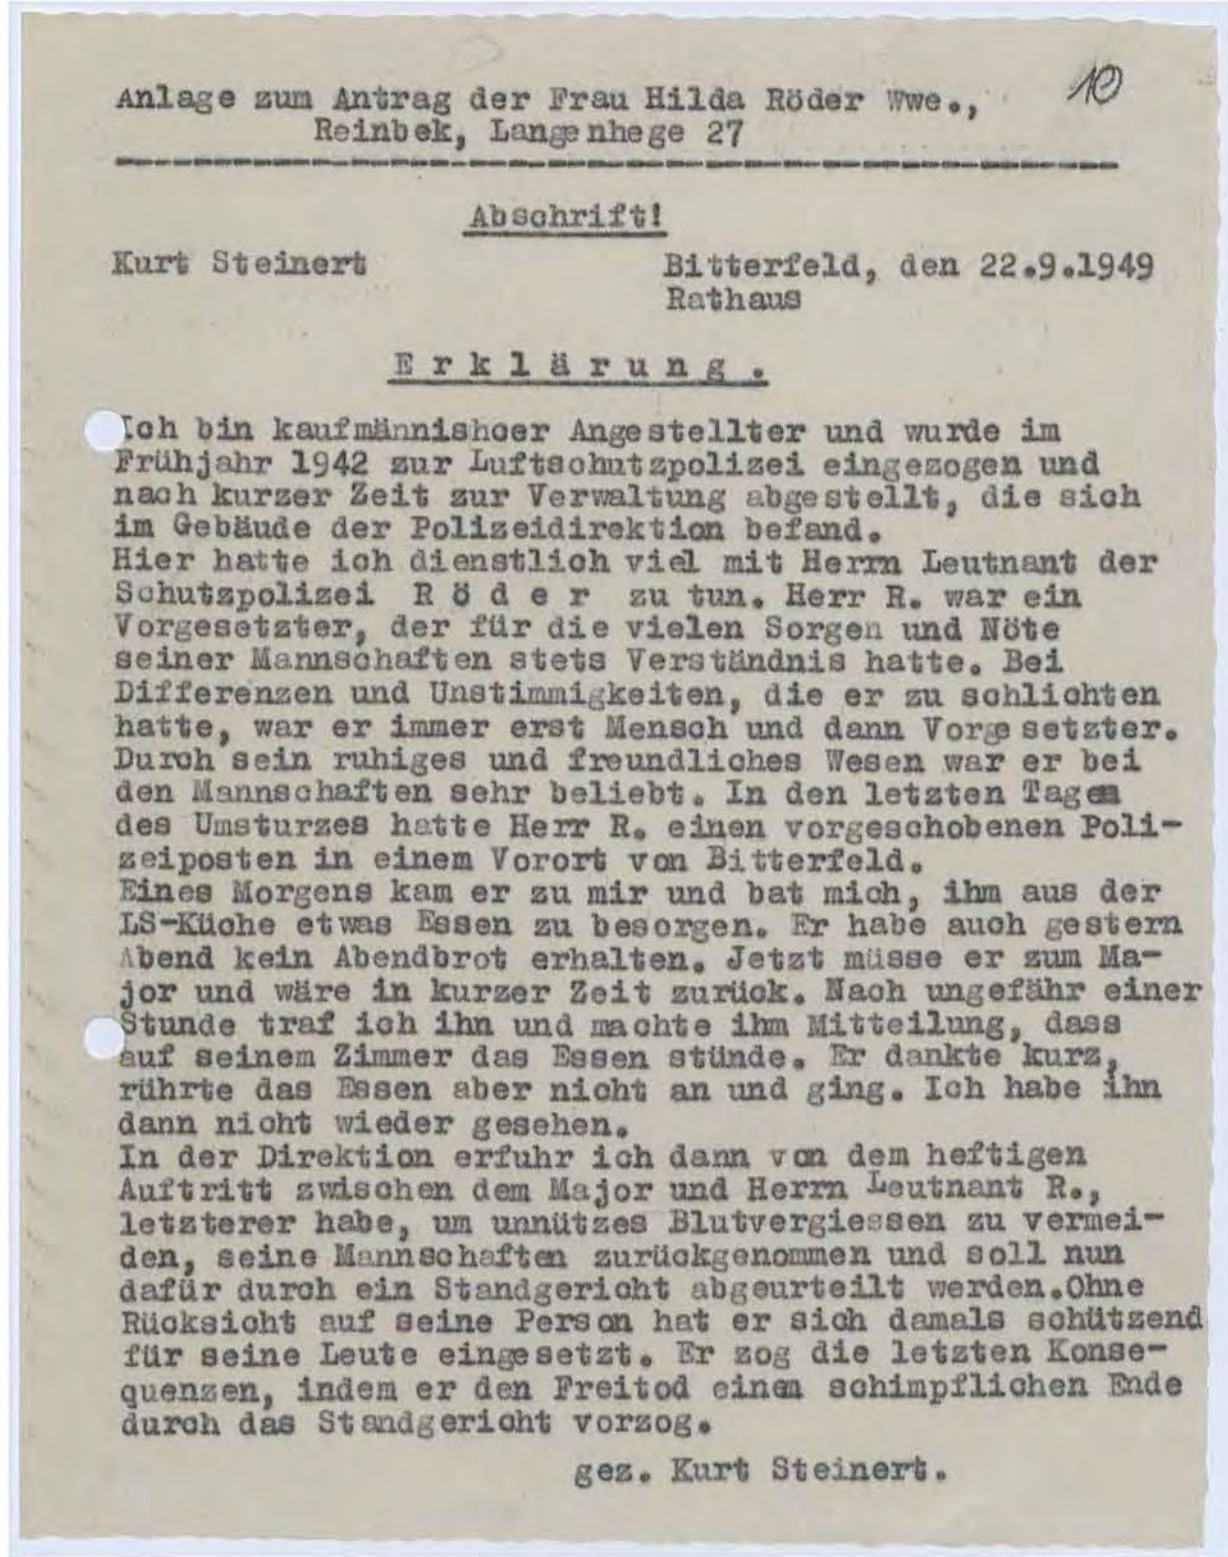 10
Anlage zum Antrag der Frau Hilda Röder Wwe.,
Reinbek, Langenhege 27
Abschrift!
Kurt Steinert
Bitterfeld, den 22.9.1949
Rathaus
E r k l ä r u n g .
Ich bin kaufmännishcer Angestellter und wurde im
Frühjahr 1942 zur Luftschutzpolizei eingezogen und
nach kurzer Zeit zur Verwaltung abgestellt, die sich
im Gebäude der Polizeidirektion befand.
Hier hatte ich dienstlich viel mit Herrn Leutnant der
Schutzpolizei R ö d e r zu tun. Herr R. war ein
Vorgesetzter, der für die vielen Sorgen und Nöte
seiner Mannschaften stets Verständnis hatte. Bei
Differenzen und Unstimmigkeiten, die er zu schlichten
hatte, war er immer erst Mensch und dann Vorgesetzter.
Durch sein ruhiges und freundliches Wesen war er bei
den Mannschaften sehr beliebt. In den letzten Tagen
des Umsturzes hatte Herr R. einen vorgeschobenen Poli-
zeiposten in einem Vorort von Bitterfeld.
Eines Morgens kam er zu mir und bat mich, ihm aus der
LS-Küche etwas Essen zu besorgen. Er habe auch gestern
Abend kein Abendbrot erhalten. Jetzt müsse er zum Ma-
jor und wäre in kurzer Zeit zurück. Nach ungefähr einer
Stunde traf ich ihn und machte ihm Mitteilung, dass
auf seinem Zimmer das Essen stünde. Er dankte kurz,
rührte das Essen aber nicht an und ging. Ich habe ihn
dann nicht wieder gesehen.
In der Direktion erfuhr ich dann von dem heftigen
Auftritt zwischen dem Major und Herrn Leutnant R.,
letzterer habe, um unnützes Blutvergiessen zu vermei-
den, seine Mannschaften zurückgenommen und soll nun
dafür durch ein Standgericht abgeurteilt werden.Ohne
Rücksicht auf seine Person hat er sich damals schützend
für seine Leute eingesetzt. Er zog die letzten Konse-
quenzen, indem er den Freitod einem schimpflichen Ende
durch das Standgericht vorzog.
gez. Kurt Steinert.